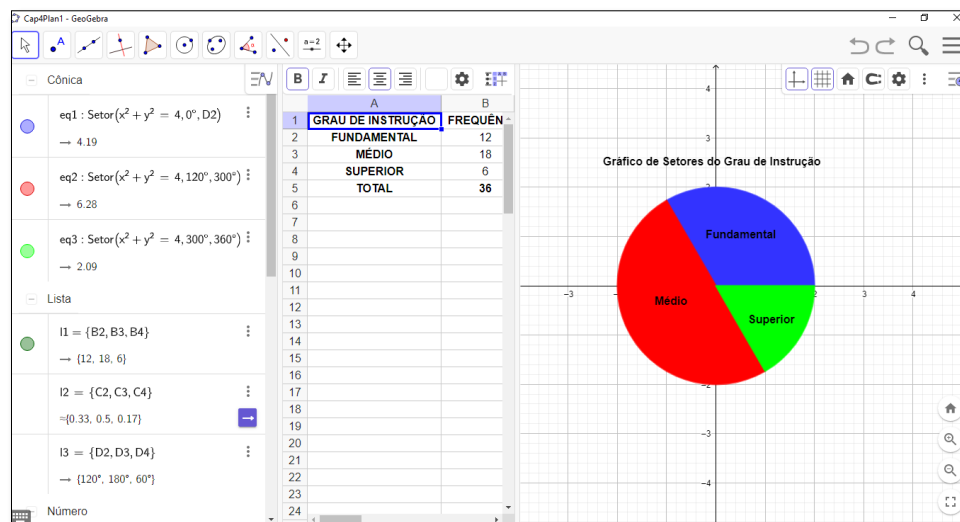 Cap4Plan1 - GeoGebra
A
a=2
Cônica
eq1 : Setor(x² + y² = 4, 0°, D2)
→ 4.19
eq2 : Setor(x² + y² = 4, 120°, 300°)
→ 6.28
eq3 : Setor(x² + y² = 4, 300°, 360°)
→ 2.09
Lista
l1 = {B2, B3, B4}
→ {12, 18, 6}
l2 = {C2, C3, C4}
≈{0.33, 0.5, 0.17}
l3 = {D2, D3, D4}
→ {120°, 180°, 60°}
Número
B I
A B
1 GRAU DE INSTRUÇÃO FREQUÊN
2 FUNDAMENTAL 12
3 MÉDIO 18
4 SUPERIOR 6
5 TOTAL 36
6
7
8
9
10
11
12
13
14
15
16
17
18
19
20
21
22
23
24
4
3
Gráfico de Setores do Grau de Instrução
2
Fundamental
-3 2 3 4
Médio
Superior
-2
-3
-4